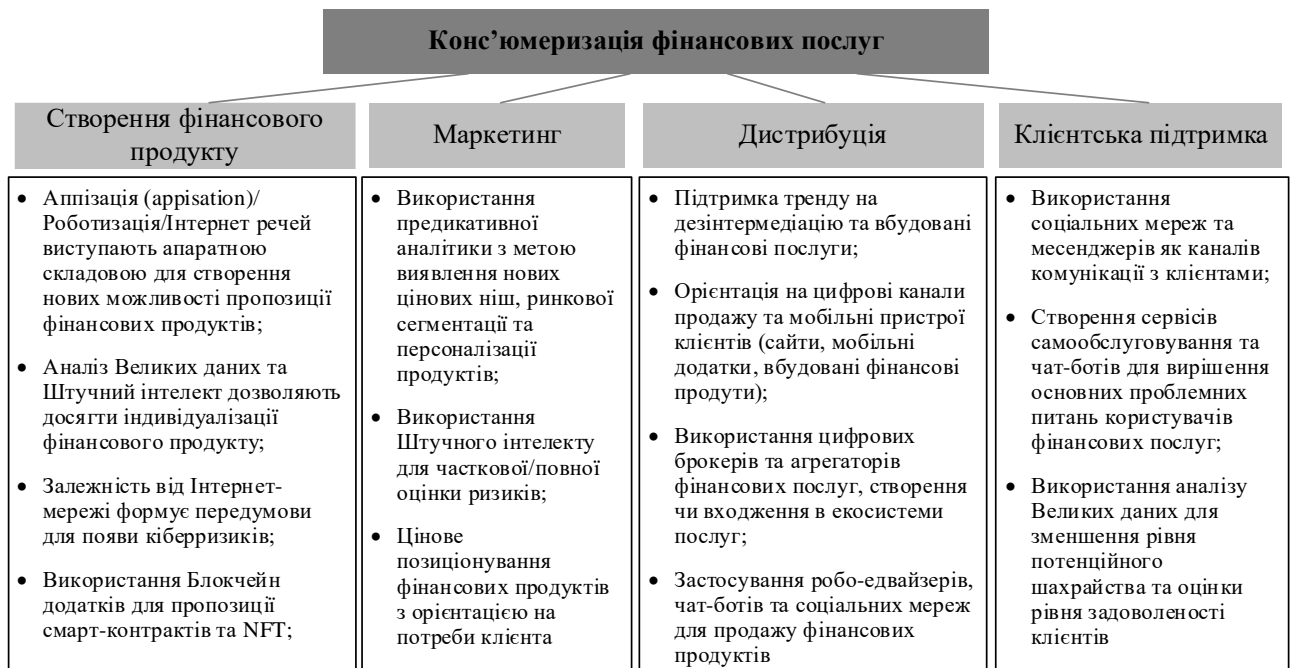 Конс’юмеризація фінансових послуг
Створення фінансового
продукту
• Аппізація (appisation)/
Роботизація/Інтернет речей
виступають апаратною
складовою для створення
нових можливості пропозиції
фінансових продуктів;
• Аналіз Великих даних та
Штучний інтелект дозволяють
досягти індивідуалізації
фінансового продукту;
• Залежність від Інтернет-
мережі формує передумови
для появи кіберризиків;
• Використання Блокчейн
додатків для пропозиції
смарт-контрактів та NFT;
Маркетинг
• Використання
предикативної
аналітики з метою
виявлення нових
цінових ніш, ринкової
сегментації та
персоналізації
продуктів;
• Використання
Штучного інтелекту
для часткової/повної
оцінки ризиків;
• Цінове
позиціонування
фінансових продуктів
з орієнтацією на
потреби клієнта
Дистрибуція
• Підтримка тренду на
дезінтермедіацію та вбудовані
фінансові послуги;
• Орієнтація на цифрові канали
продажу та мобільні пристрої
клієнтів (сайти, мобільні
додатки, вбудовані фінансові
продути);
• Використання цифрових
брокерів та агрегаторів
фінансових послуг, створення
чи входження в екосистеми
послуг;
• Застосування робо-едвайзерів,
чат-ботів та соціальних мереж
для продажу фінансових
продуктів
Клієнтська підтримка
• Використання
соціальних мереж та
месенджерів як каналів
комунікації з клієнтами;
• Створення сервісів
самообслуговування та
чат-ботів для вирішення
основних проблемних
питань користувачів
фінансових послуг;
• Використання аналізу
Великих даних для
зменшення рівня
потенційного
шахрайства та оцінки
рівня задоволеності
клієнтів